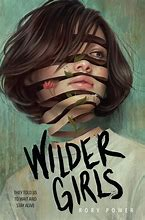 WILDER
GIRLS
THEY TOLD US
TO WAIT AND
STAY ALIVE
RORY POWER